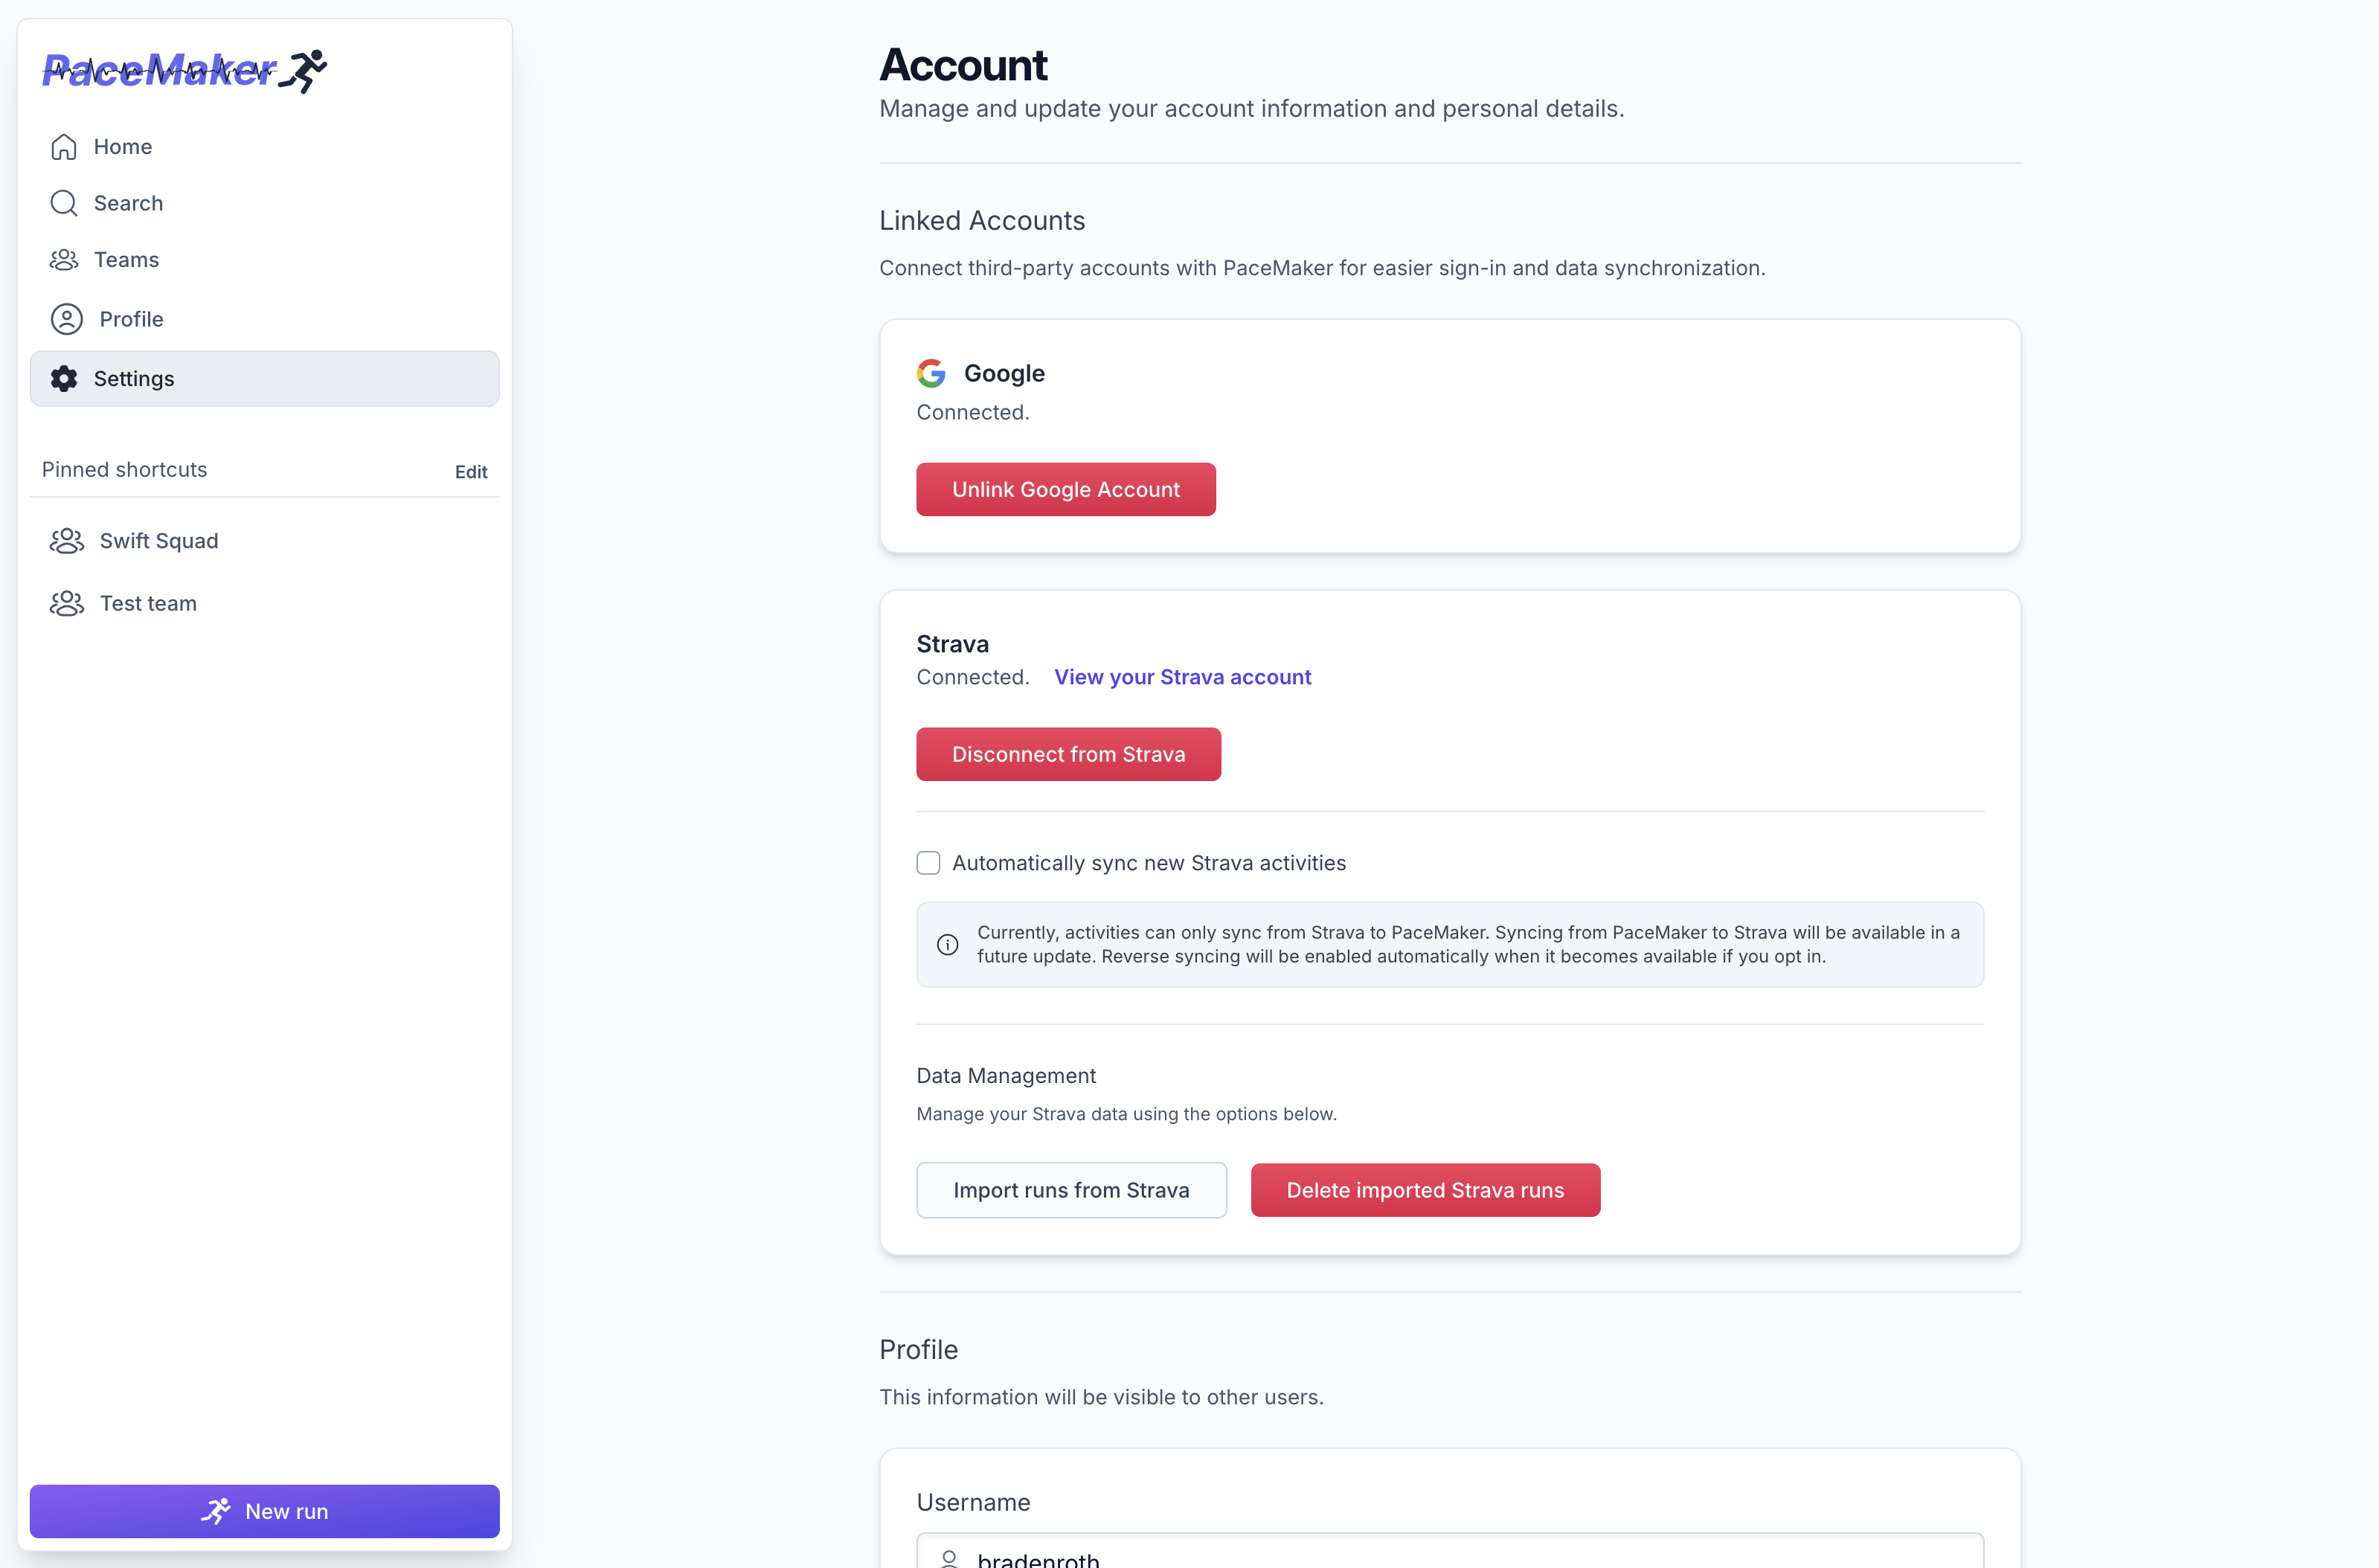 PaceMaker
Home
Search
Teams
Profile
Settings
Pinned shortcuts
Edit
Swift Squad
Test team
New run
Account
Manage and update your account information and personal details.
Linked Accounts
Connect third-party accounts with PaceMaker for easier sign-in and data synchronization.
Google
Connected.
Unlink Google Account
Strava
Connected. View your Strava account
Disconnect from Strava
Automatically sync new Strava activities
Currently, activities can only sync from Strava to PaceMaker. Syncing from PaceMaker to Strava will be available in a
future update. Reverse syncing will be enabled automatically when it becomes available if you opt in.
Data Management
Manage your Strava data using the options below.
Import runs from Strava
Delete imported Strava runs
Profile
This information will be visible to other users.
Username
bradenroth